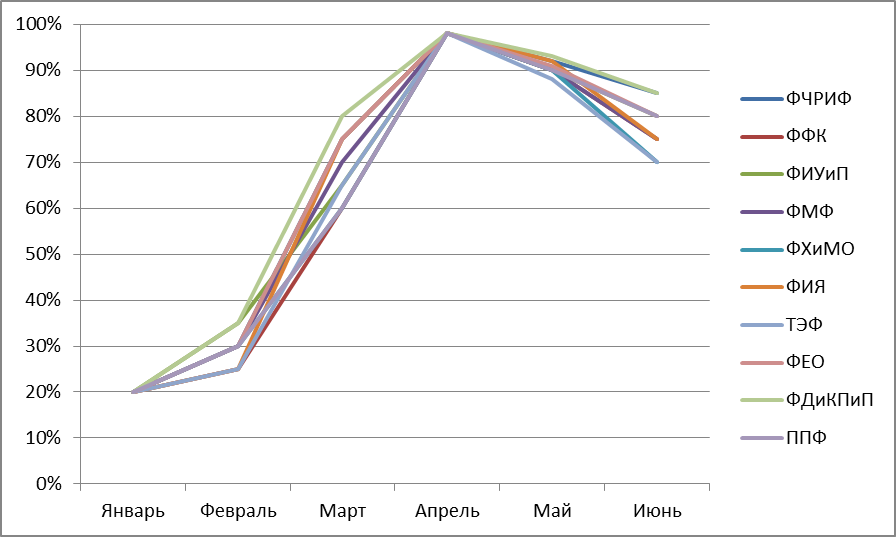 100%
90%
80%
70%
60%
50%
40%
30%
20%
10%
0%
Январь Февраль Март Апрель Май Июнь
ФЧРИФ
ФФК
ФИУиП
ФМФ
ФХиМО
ФИЯ
ТЭФ
ФЕО
ФДиКПиП
ППФ